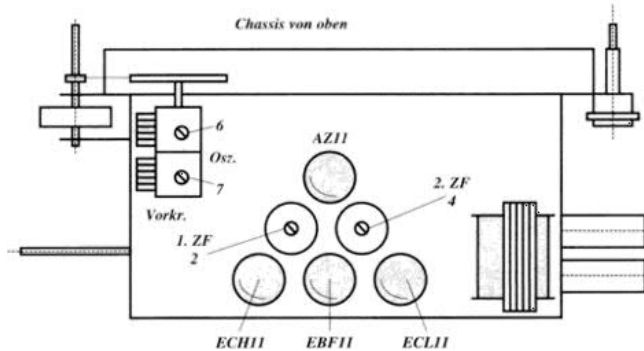 Chassis von oben
6
AZ11
Osz.
7
2. ZF
4
Vorkr.
1. ZF
2
ECH11
EBF11
ECL11